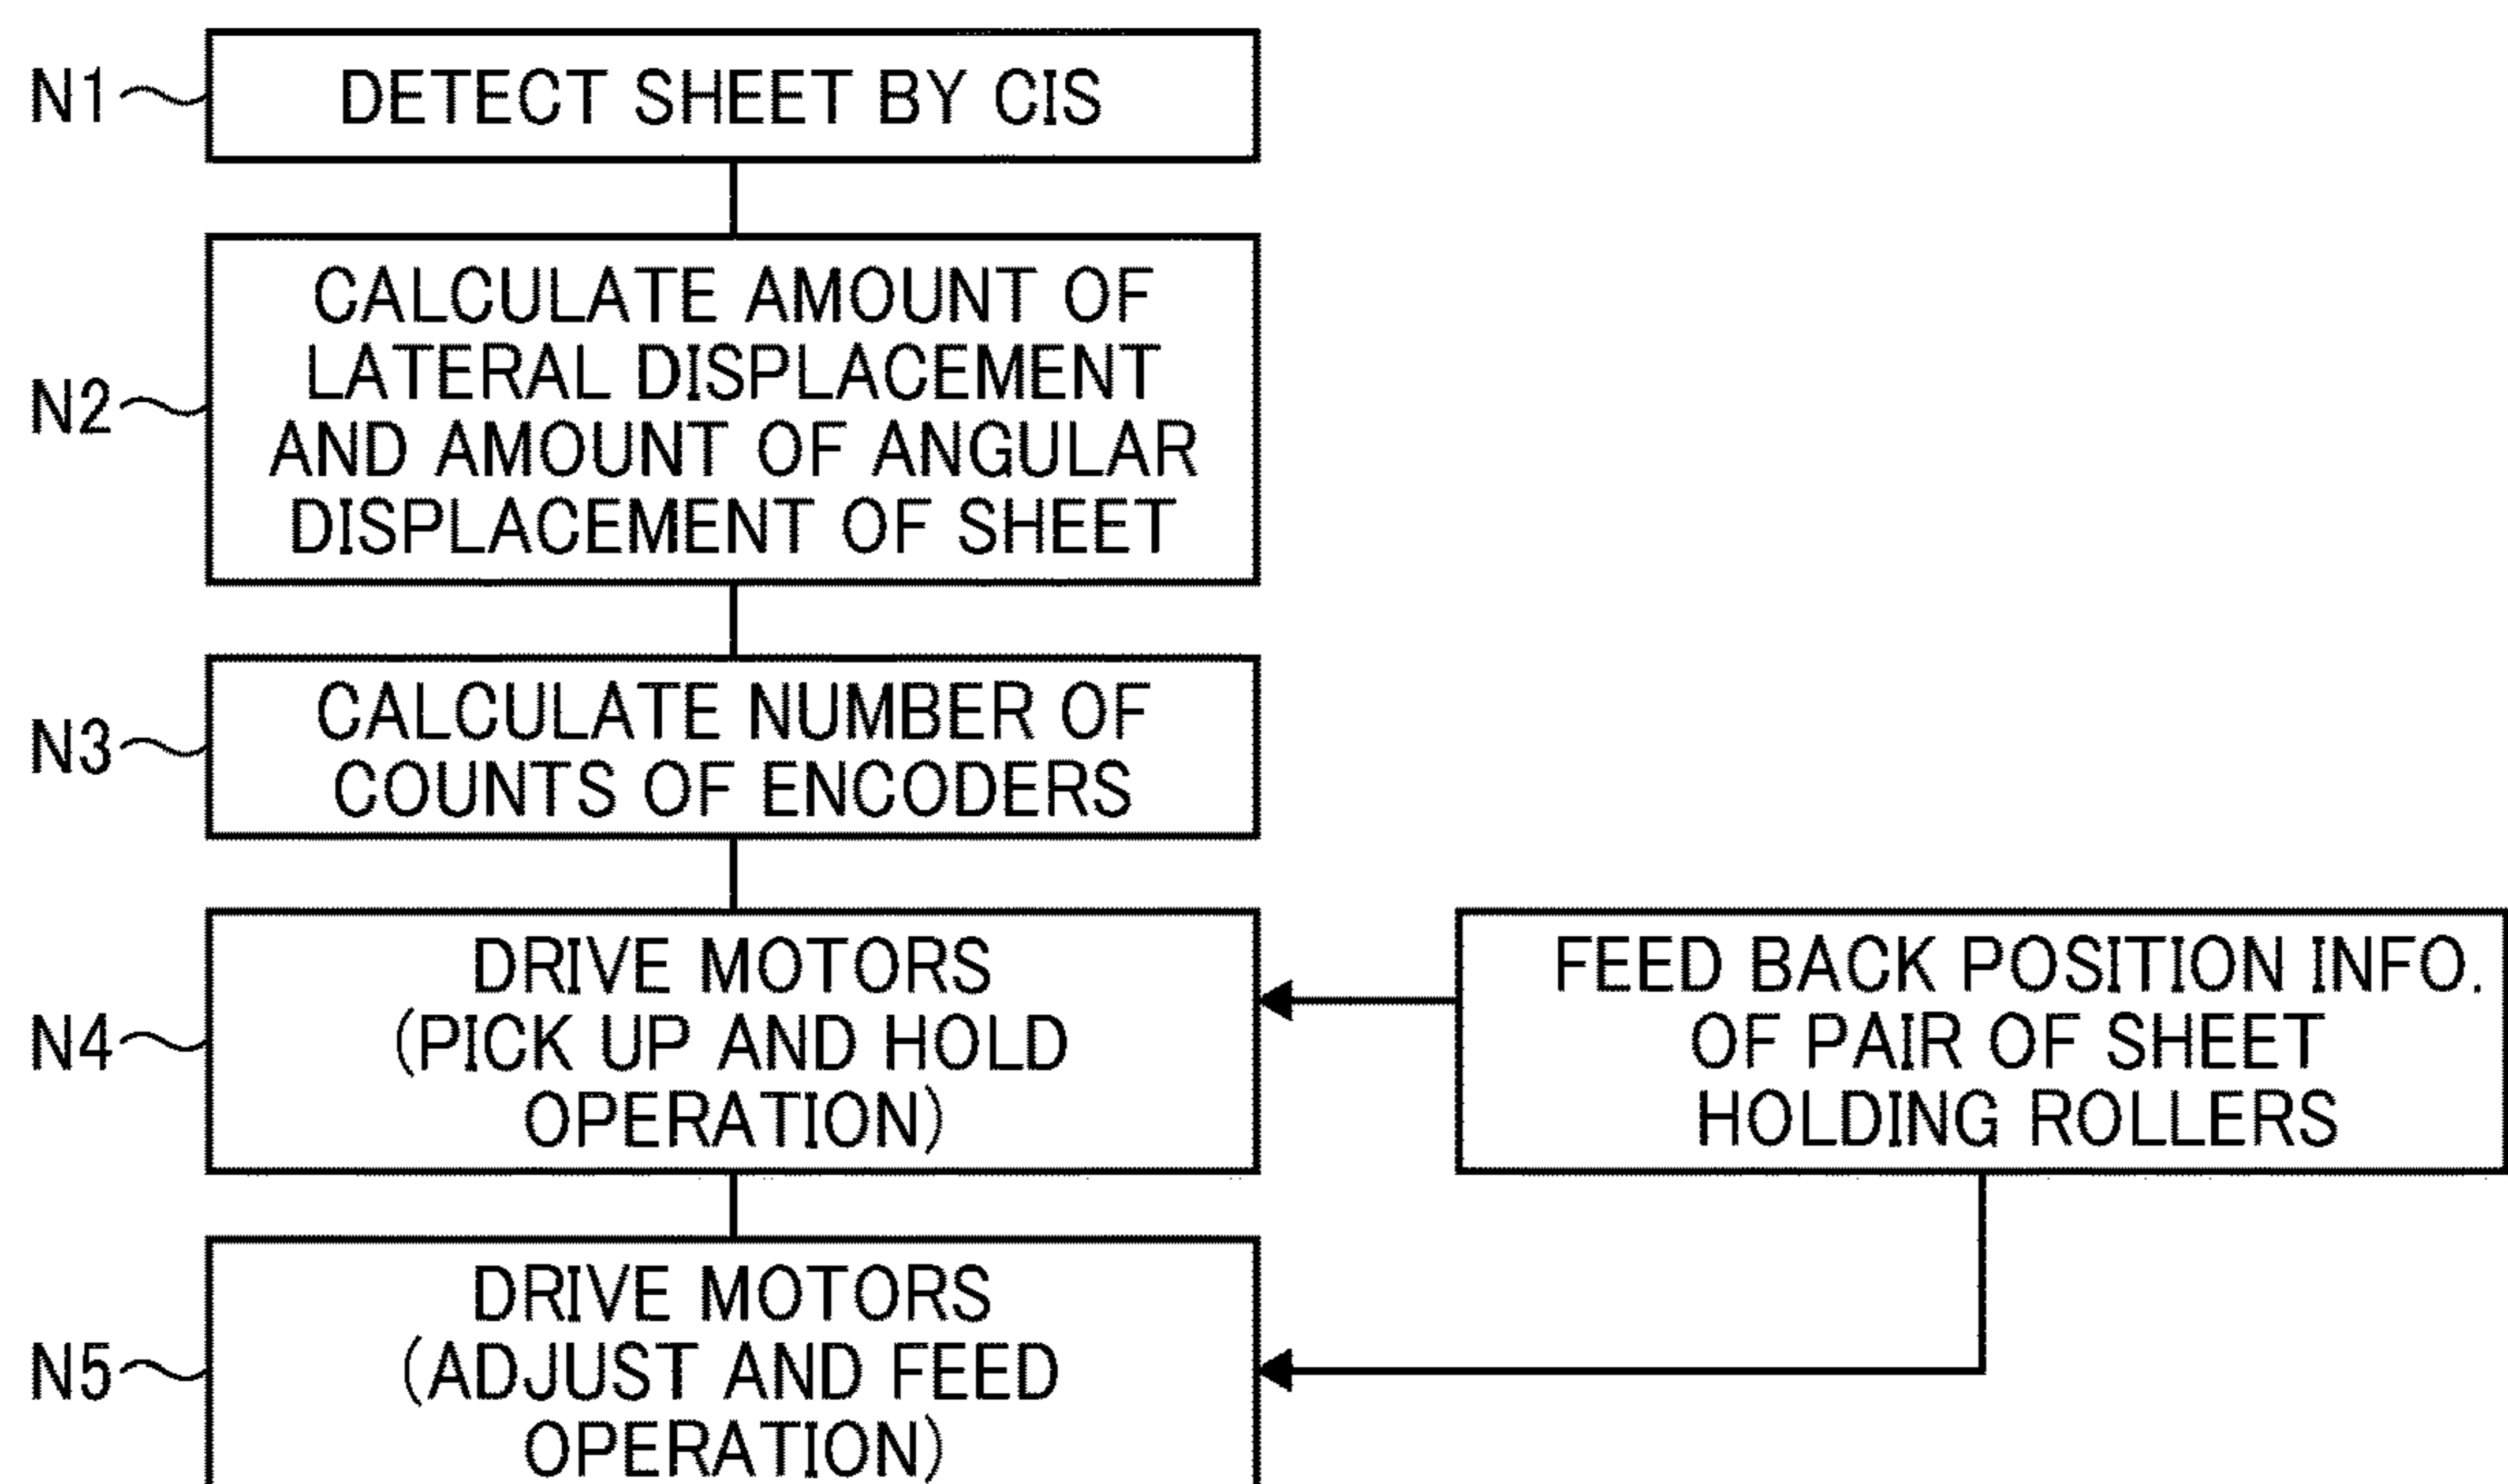 N1
DETECT SHEET BY CIS
N2
CALCULATE AMOUNT OF
LATERAL DISPLACEMENT
AND AMOUNT OF ANGULAR
DISPLACEMENT OF SHEET
N3
CALCULATE NUMBER OF
COUNTS OF ENCODERS
N4
DRIVE MOTORS
(PICK UP AND HOLD
OPERATION)
FEED BACK POSITION INFO.
OF PAIR OF SHEET
HOLDING ROLLERS
N5
DRIVE MOTORS
(ADJUST AND FEED
OPERATION)